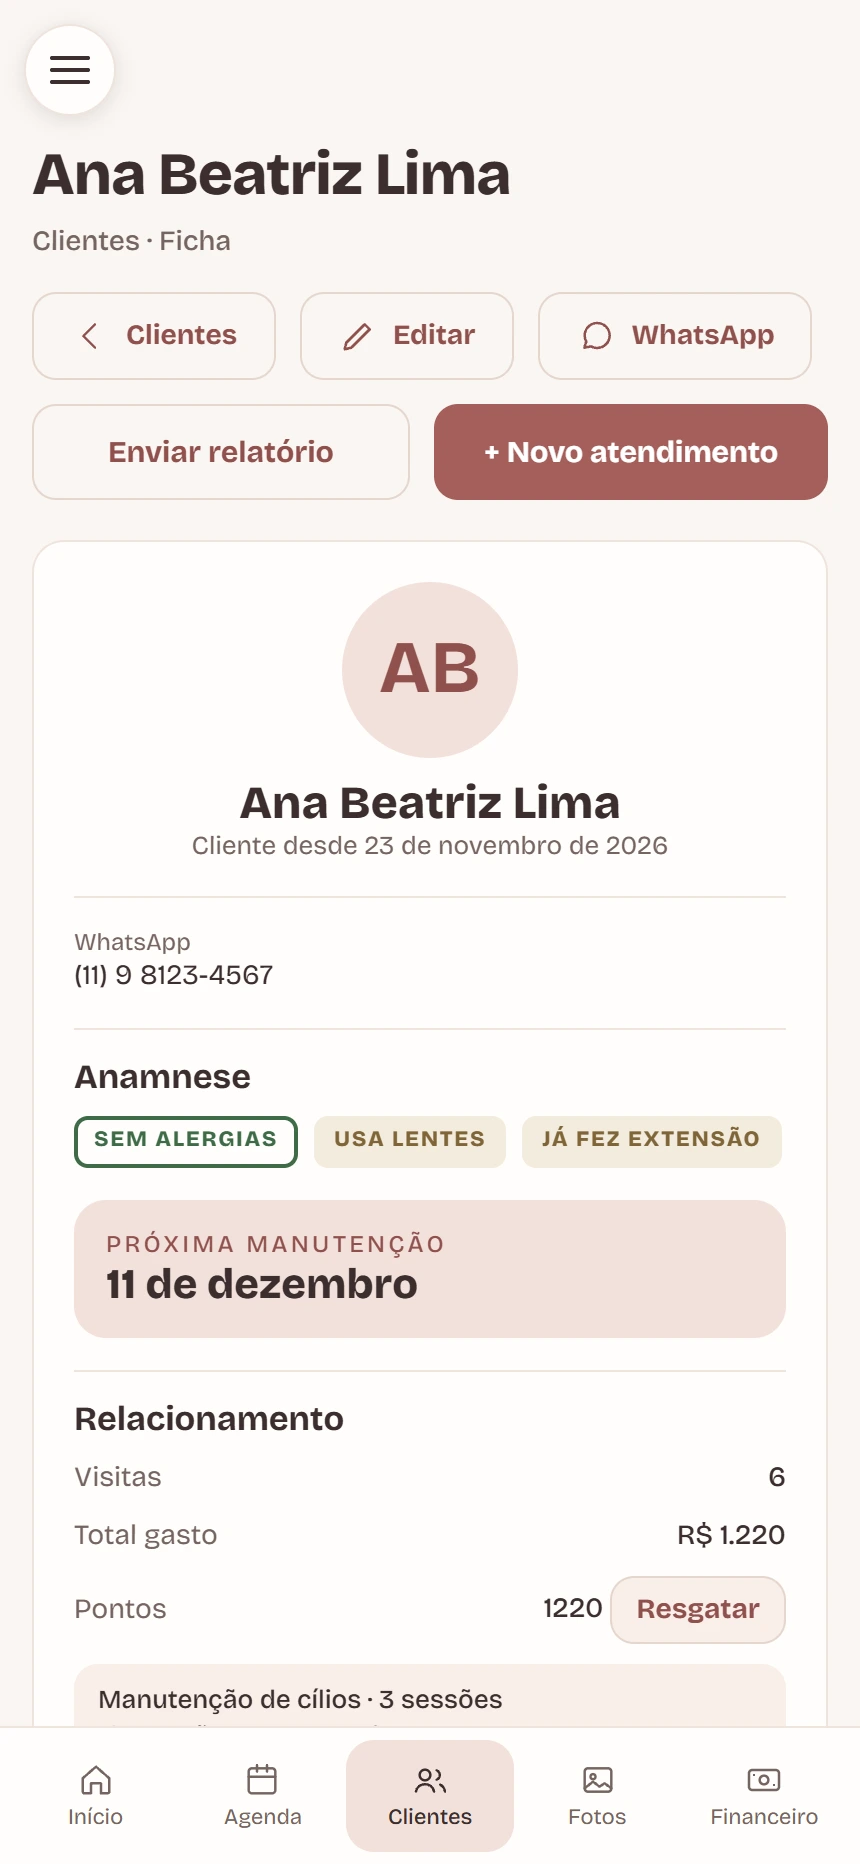 Ana Beatriz Lima
Clientes · Ficha
Clientes
Editar
WhatsApp
Enviar relatório
+ Novo atendimento
AB
Ana Beatriz Lima
Cliente desde 23 de novembro de 2026
WhatsApp
(11) 9 8123-4567
Anamnese
SEM ALERGIAS
USA LENTES
JÁ FEZ EXTENSÃO
PRÓXIMA MANUTENÇÃO
11 de dezembro
Relacionamento
Visitas 6
Total gasto R$ 1.220
Pontos 1220 Resgatar
Manutenção de cílios · 3 sessões
Início
Agenda
Clientes
Fotos
Financeiro